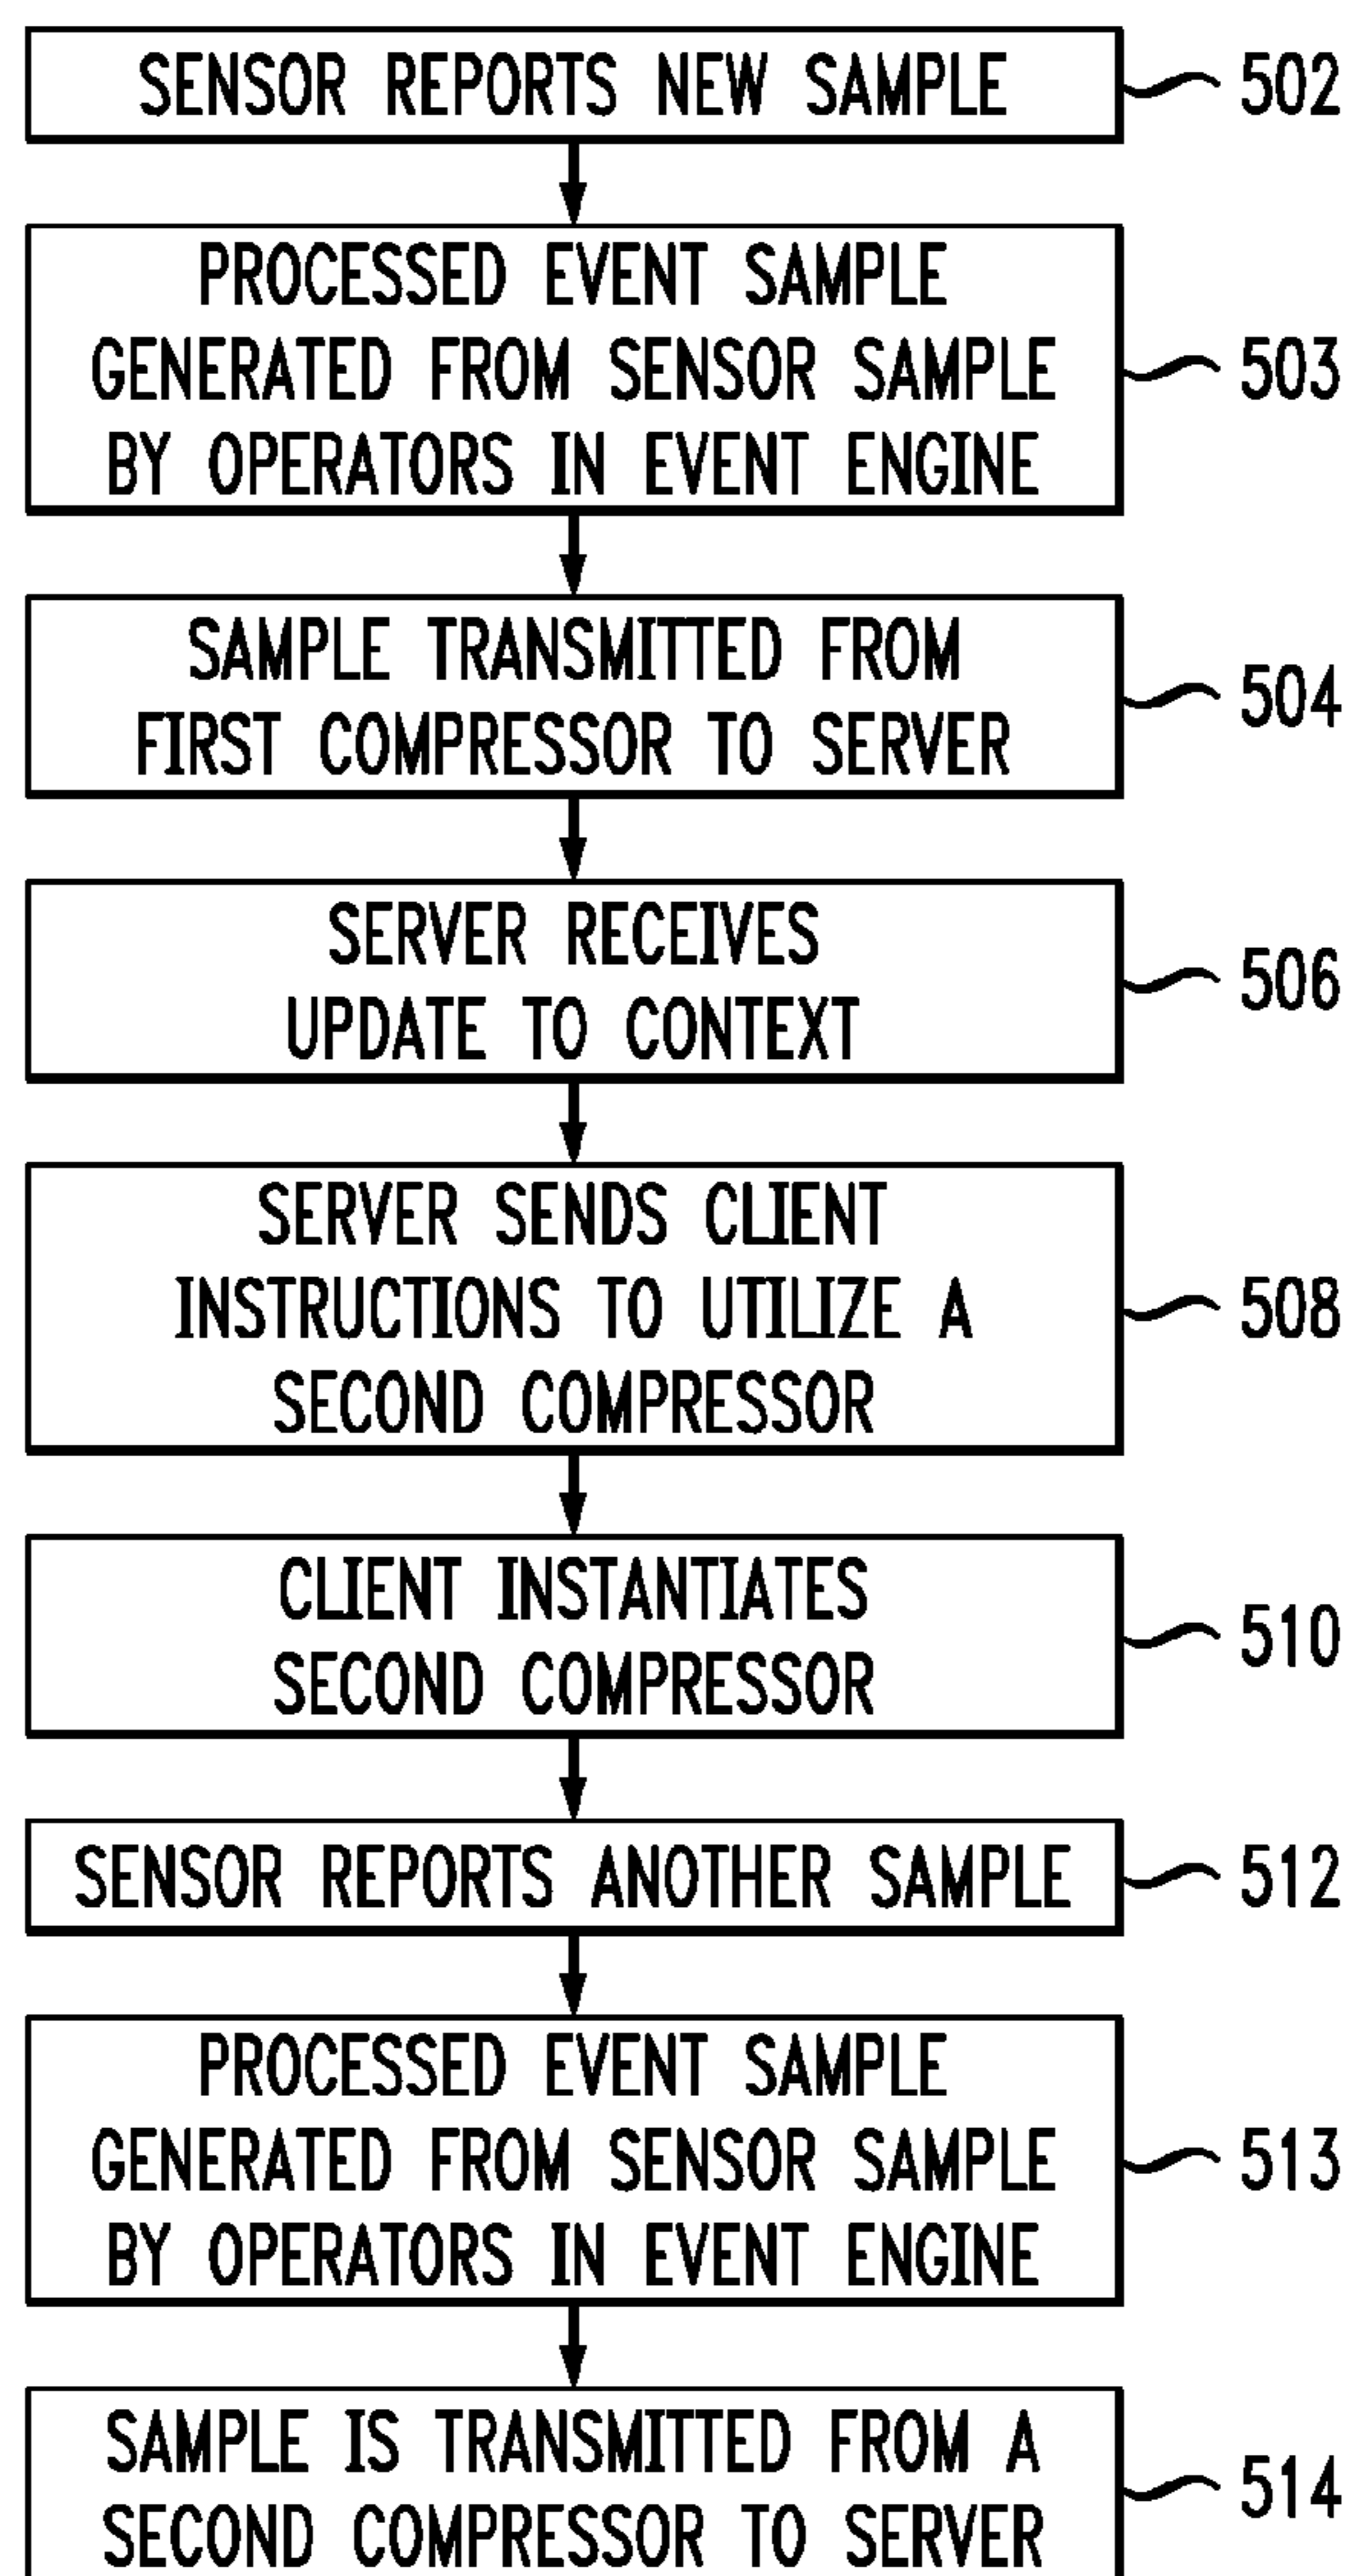 SENSOR REPORTS NEW SAMPLE
502
PROCESSED EVENT SAMPLE
GENERATED FROM SENSOR SAMPLE
BY OPERATORS IN EVENT ENGINE
503
SAMPLE TRANSMITTED FROM
FIRST COMPRESSOR TO SERVER
504
SERVER RECEIVES
UPDATE TO CONTEXT
506
SERVER SENDS CLIENT
INSTRUCTIONS TO UTILIZE A
SECOND COMPRESSOR
508
CLIENT INSTANTIATES
SECOND COMPRESSOR
510
SENSOR REPORTS ANOTHER SAMPLE
512
PROCESSED EVENT SAMPLE
GENERATED FROM SENSOR SAMPLE
BY OPERATORS IN EVENT ENGINE
513
SAMPLE IS TRANSMITTED FROM A
SECOND COMPRESSOR TO SERVER
514